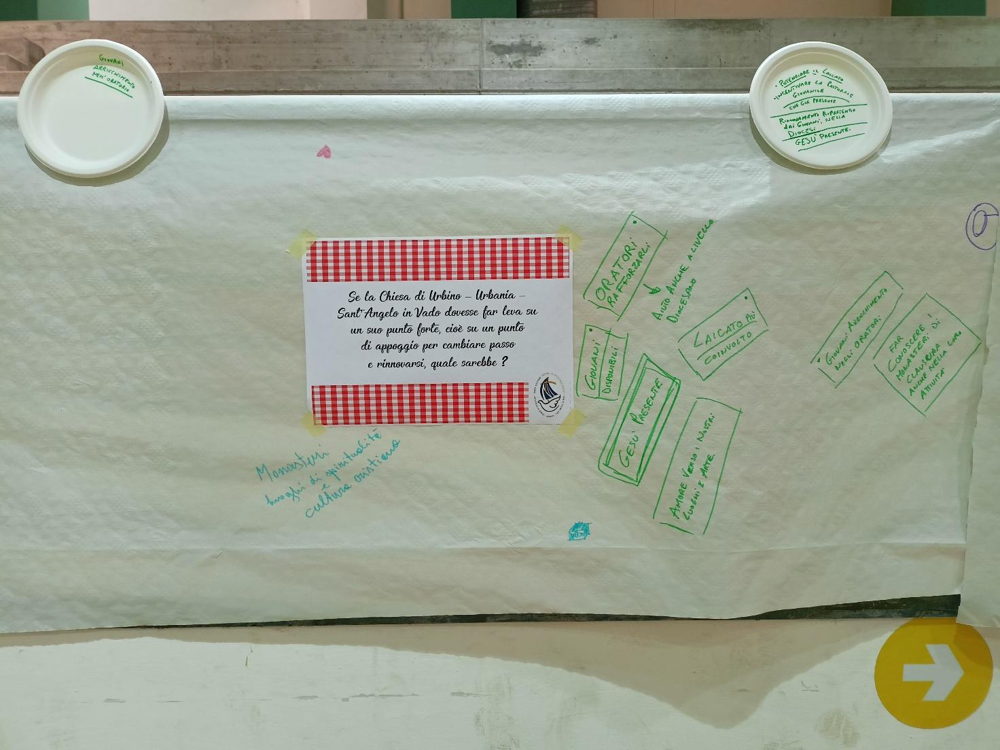 GIOVANI
ARRICCHIMENTO
NELL'ORATORIO
• POTENZIARE IL LAICATO
• INCENTIVARE LA PASTORALE
GIOVANILE
CHE GIÀ PRESENTE
RINNOVAMENTO RIPARTENDO
DAI GIOVANI, NELLA
DIOCESI
GESÙ PRESENTE.
Se la Chiesa di Urbino – Urbania –
Sant'Angelo in Vado dovesse far leva su
un suo punto forte, cioè su un punto
di appoggio per cambiare passo
e rinnovarsi, quale sarebbe ?
ORATORI
RAFFORZARLI
AIUTO ANCHE A LIVELLO
DIOCESANO
GIOVANI
DISPONIBILI
LAICATO PIÙ
COINVOLTO
GESÙ PRESENTE
AMORE VERSO I NOSTRI
LUOGHI E ARTE
• GIOVANI ARRICCHIMENTO
NEGLI ORATORI
FAR
CONOSCERE I
MONASTERI DI
CLAUSURA
ANCHE NELLA LORO
ATTIVITÀ
Monasteri
luoghi di spiritualità
e
cultura cristiana